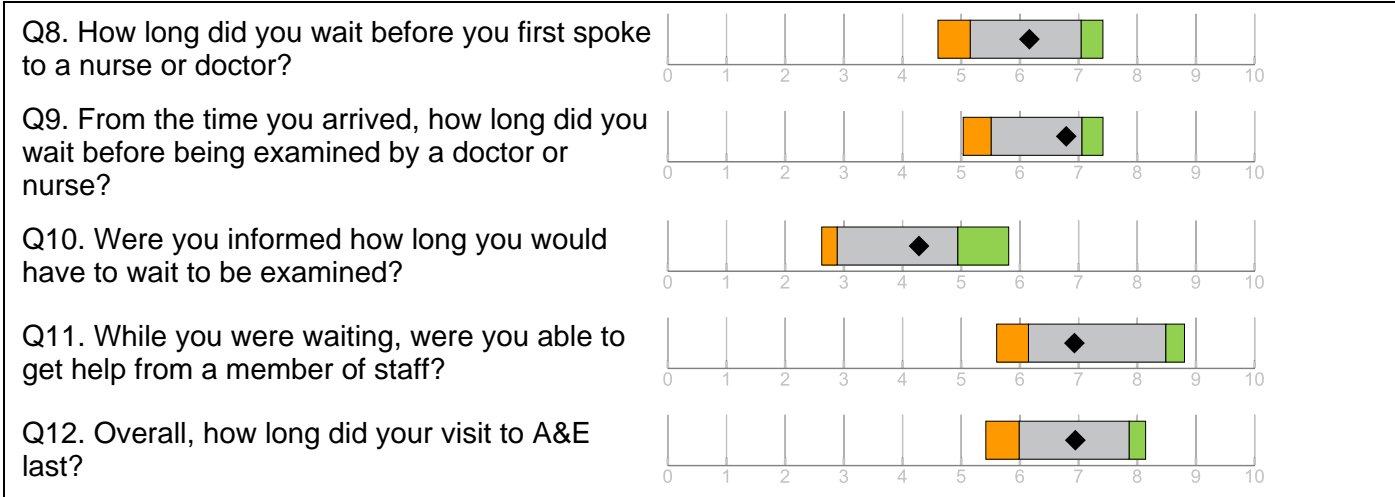 Q8. How long did you wait before you first spoke
to a nurse or doctor?
0 1 2 3 4 5 6 7 8 9 10
Q9. From the time you arrived, how long did you
wait before being examined by a doctor or
nurse?
0 1 2 3 4 5 6 7 8 9 10
Q10. Were you informed how long you would
have to wait to be examined?
0 1 2 3 4 5 6 7 8 9 10
Q11. While you were waiting, were you able to
get help from a member of staff?
0 1 2 3 4 5 6 7 8 9 10
Q12. Overall, how long did your visit to A&E
last?
0 1 2 3 4 5 6 7 8 9 10